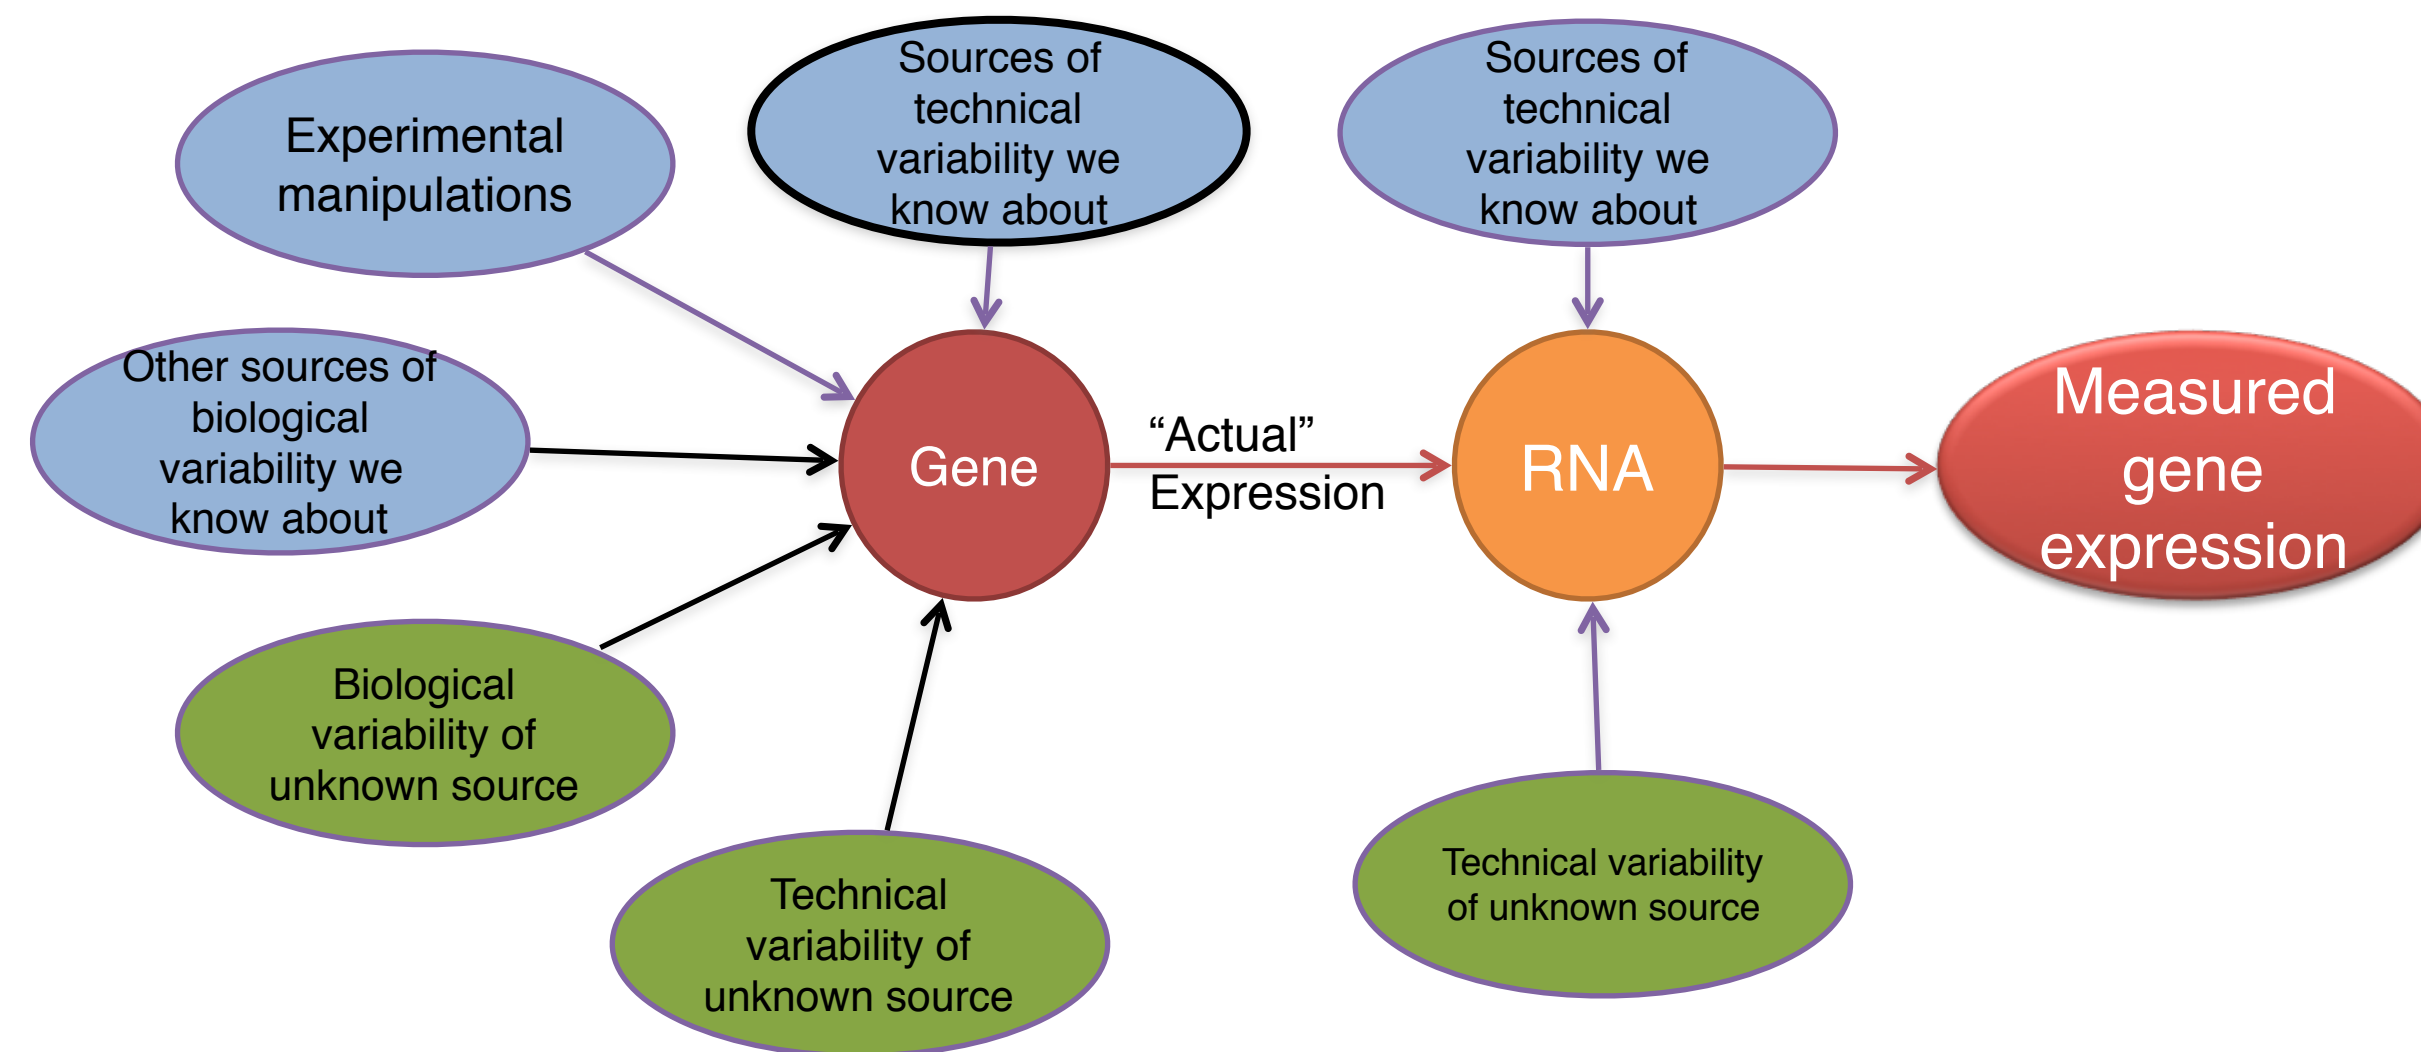 Experimental
manipulations
Sources of
technical
variability we
know about
Sources of
technical
variability we
know about
Other sources of
biological
variability we
know about
Gene
“Actual”
Expression
RNA
Measured
gene
expression
Biological
variability of
unknown source
Technical
variability of
unknown source
Technical variability
of unknown source